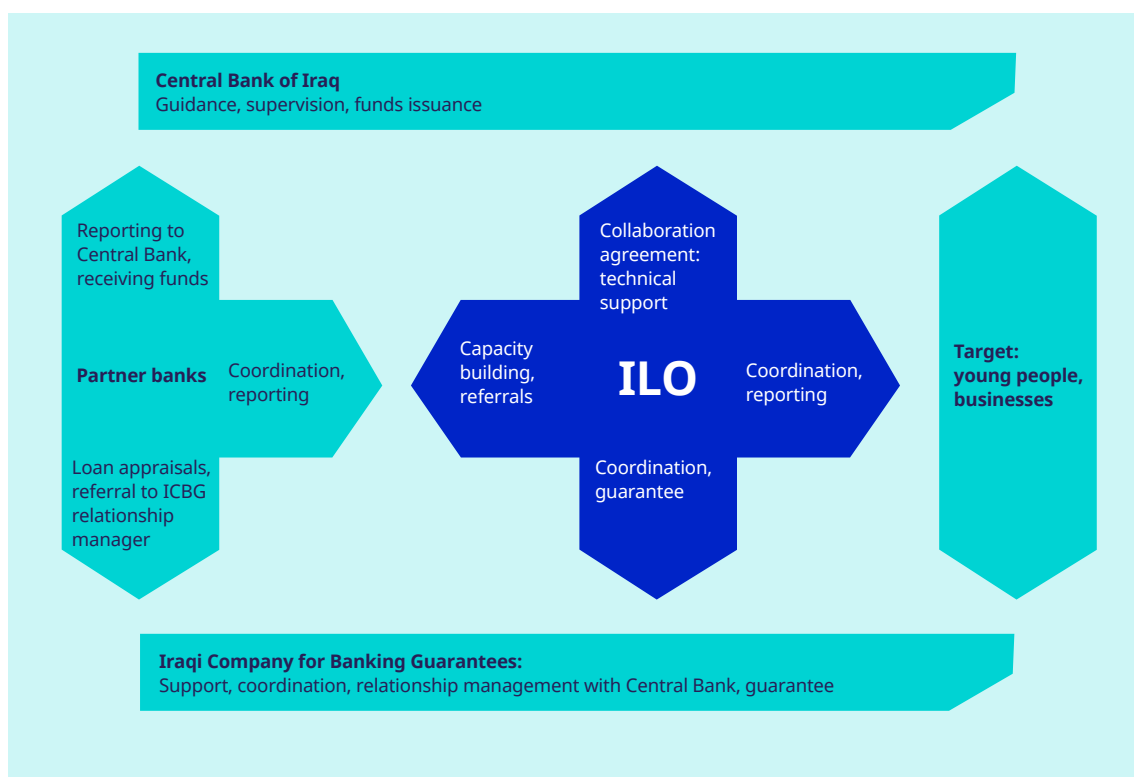 Central Bank of Iraq
Guidance, supervision, funds issuance
Reporting to
Central Bank,
receiving funds
Partner banks
Coordination,
reporting
Loan appraisals,
referral to ICBG
relationship
manager
Collaboration
agreement:
technical
support
Capacity
building,
referrals
ILO
Coordination,
reporting
Coordination,
guarantee
Target:
young people,
businesses
Iraqi Company for Banking Guarantees:
Support, coordination, relationship management with Central Bank, guarantee